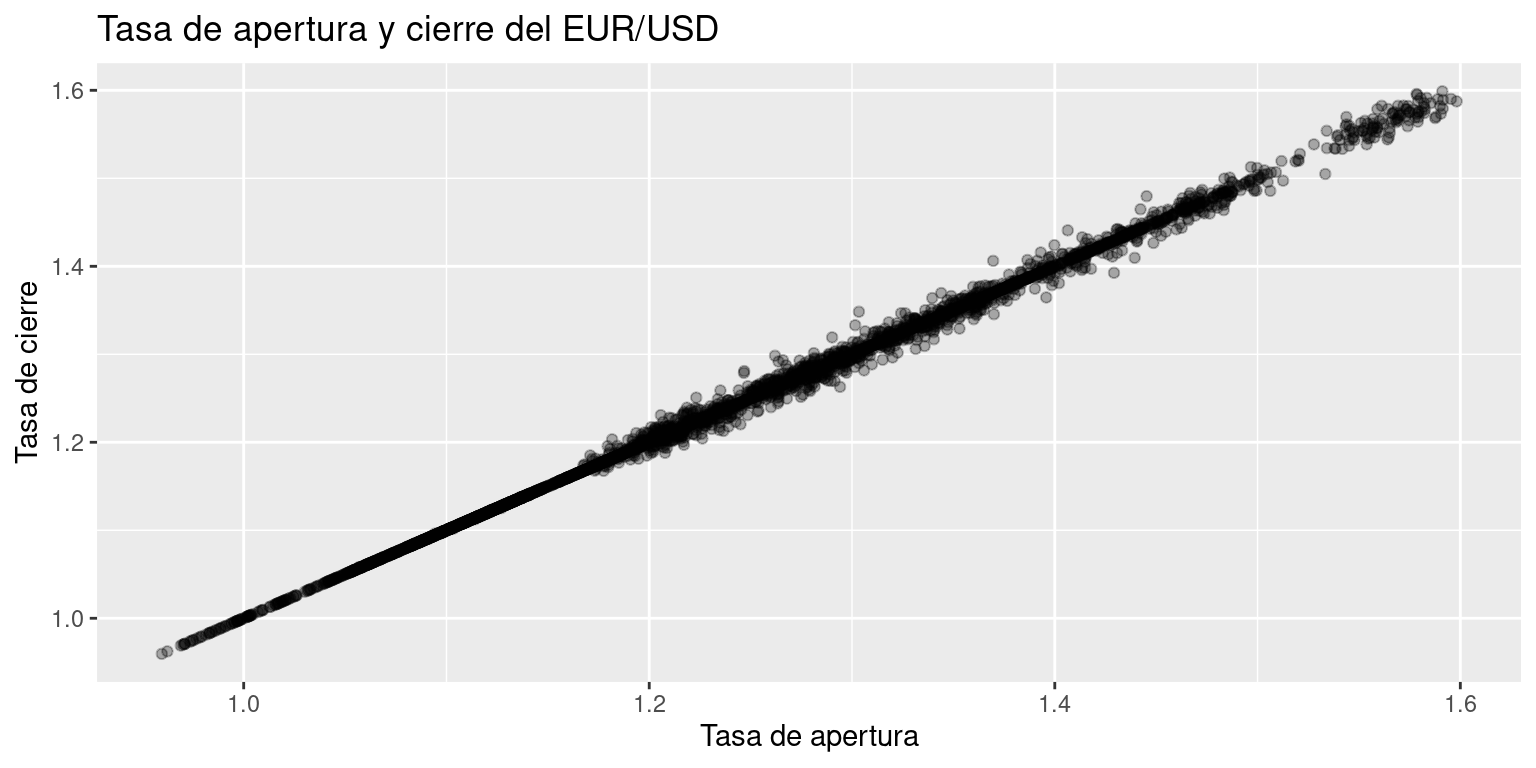 Tasa de apertura y cierre del EUR/USD
1.6
1.4
1.2
1.0
Tasa de cierre
1.0 1.2 1.4 1.6
Tasa de apertura